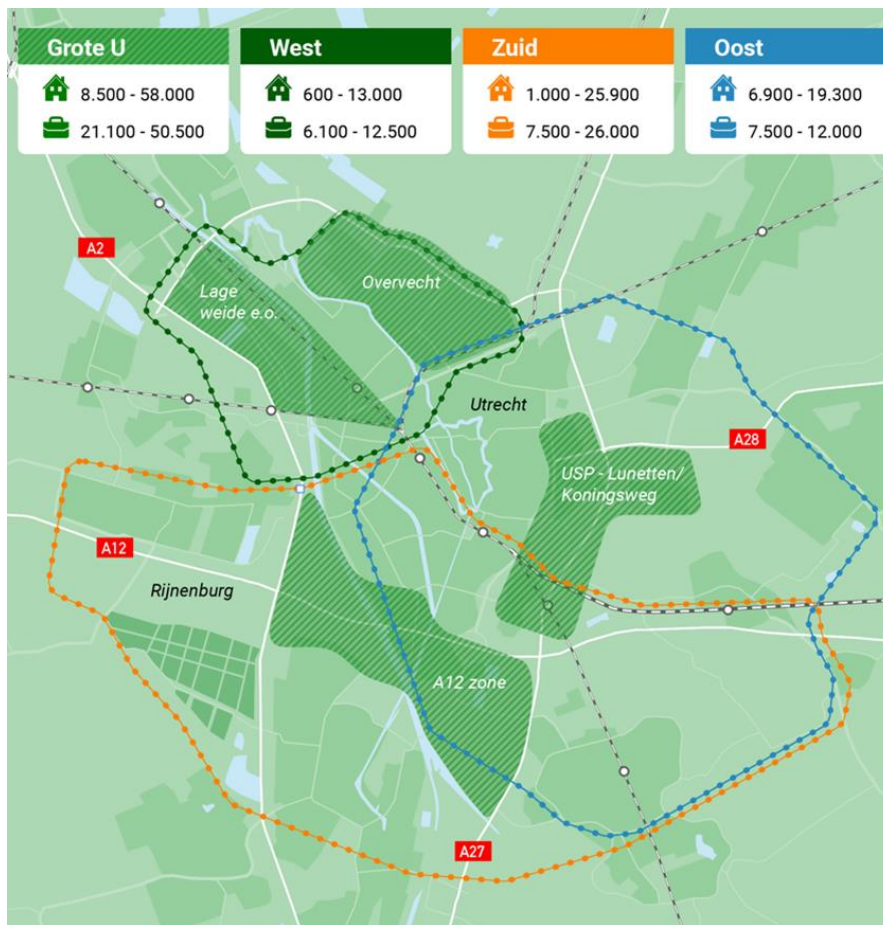 Grote U
8.500 - 58.000
21.100 - 50.500
West
600 - 13.000
6.100 - 12.500
Zuid
1.000 - 25.900
7.500 - 26.000
Oost
6.900 - 19.300
7.500 - 12.000
A2
Lage
weide e.o.
Overvecht
Utrecht
A28
USP - Lunetten/
Koningsweg
A12
Rijnenburg
A12 zone
A27